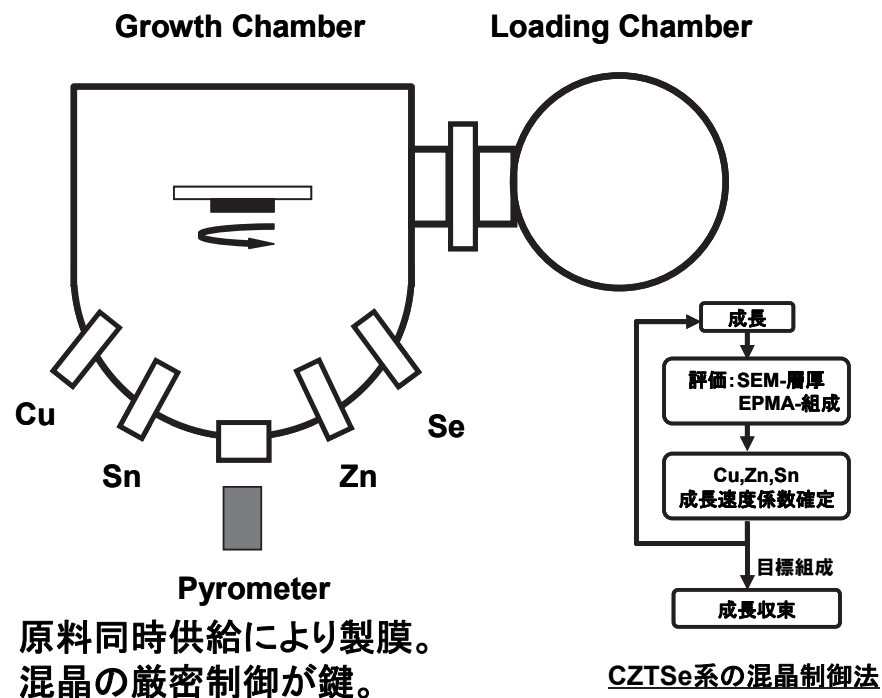 Growth Chamber
Loading Chamber
Cu
Sn
Zn
Se
Pyrometer
原料同時供給により製膜。
混晶の厳密制御が鍵。
成長
評価:SEM-層厚
EPMA-組成
Cu,Zn,Sn
成長速度係数確定
目標組成
成長収束
CZTSe系の混晶制御法